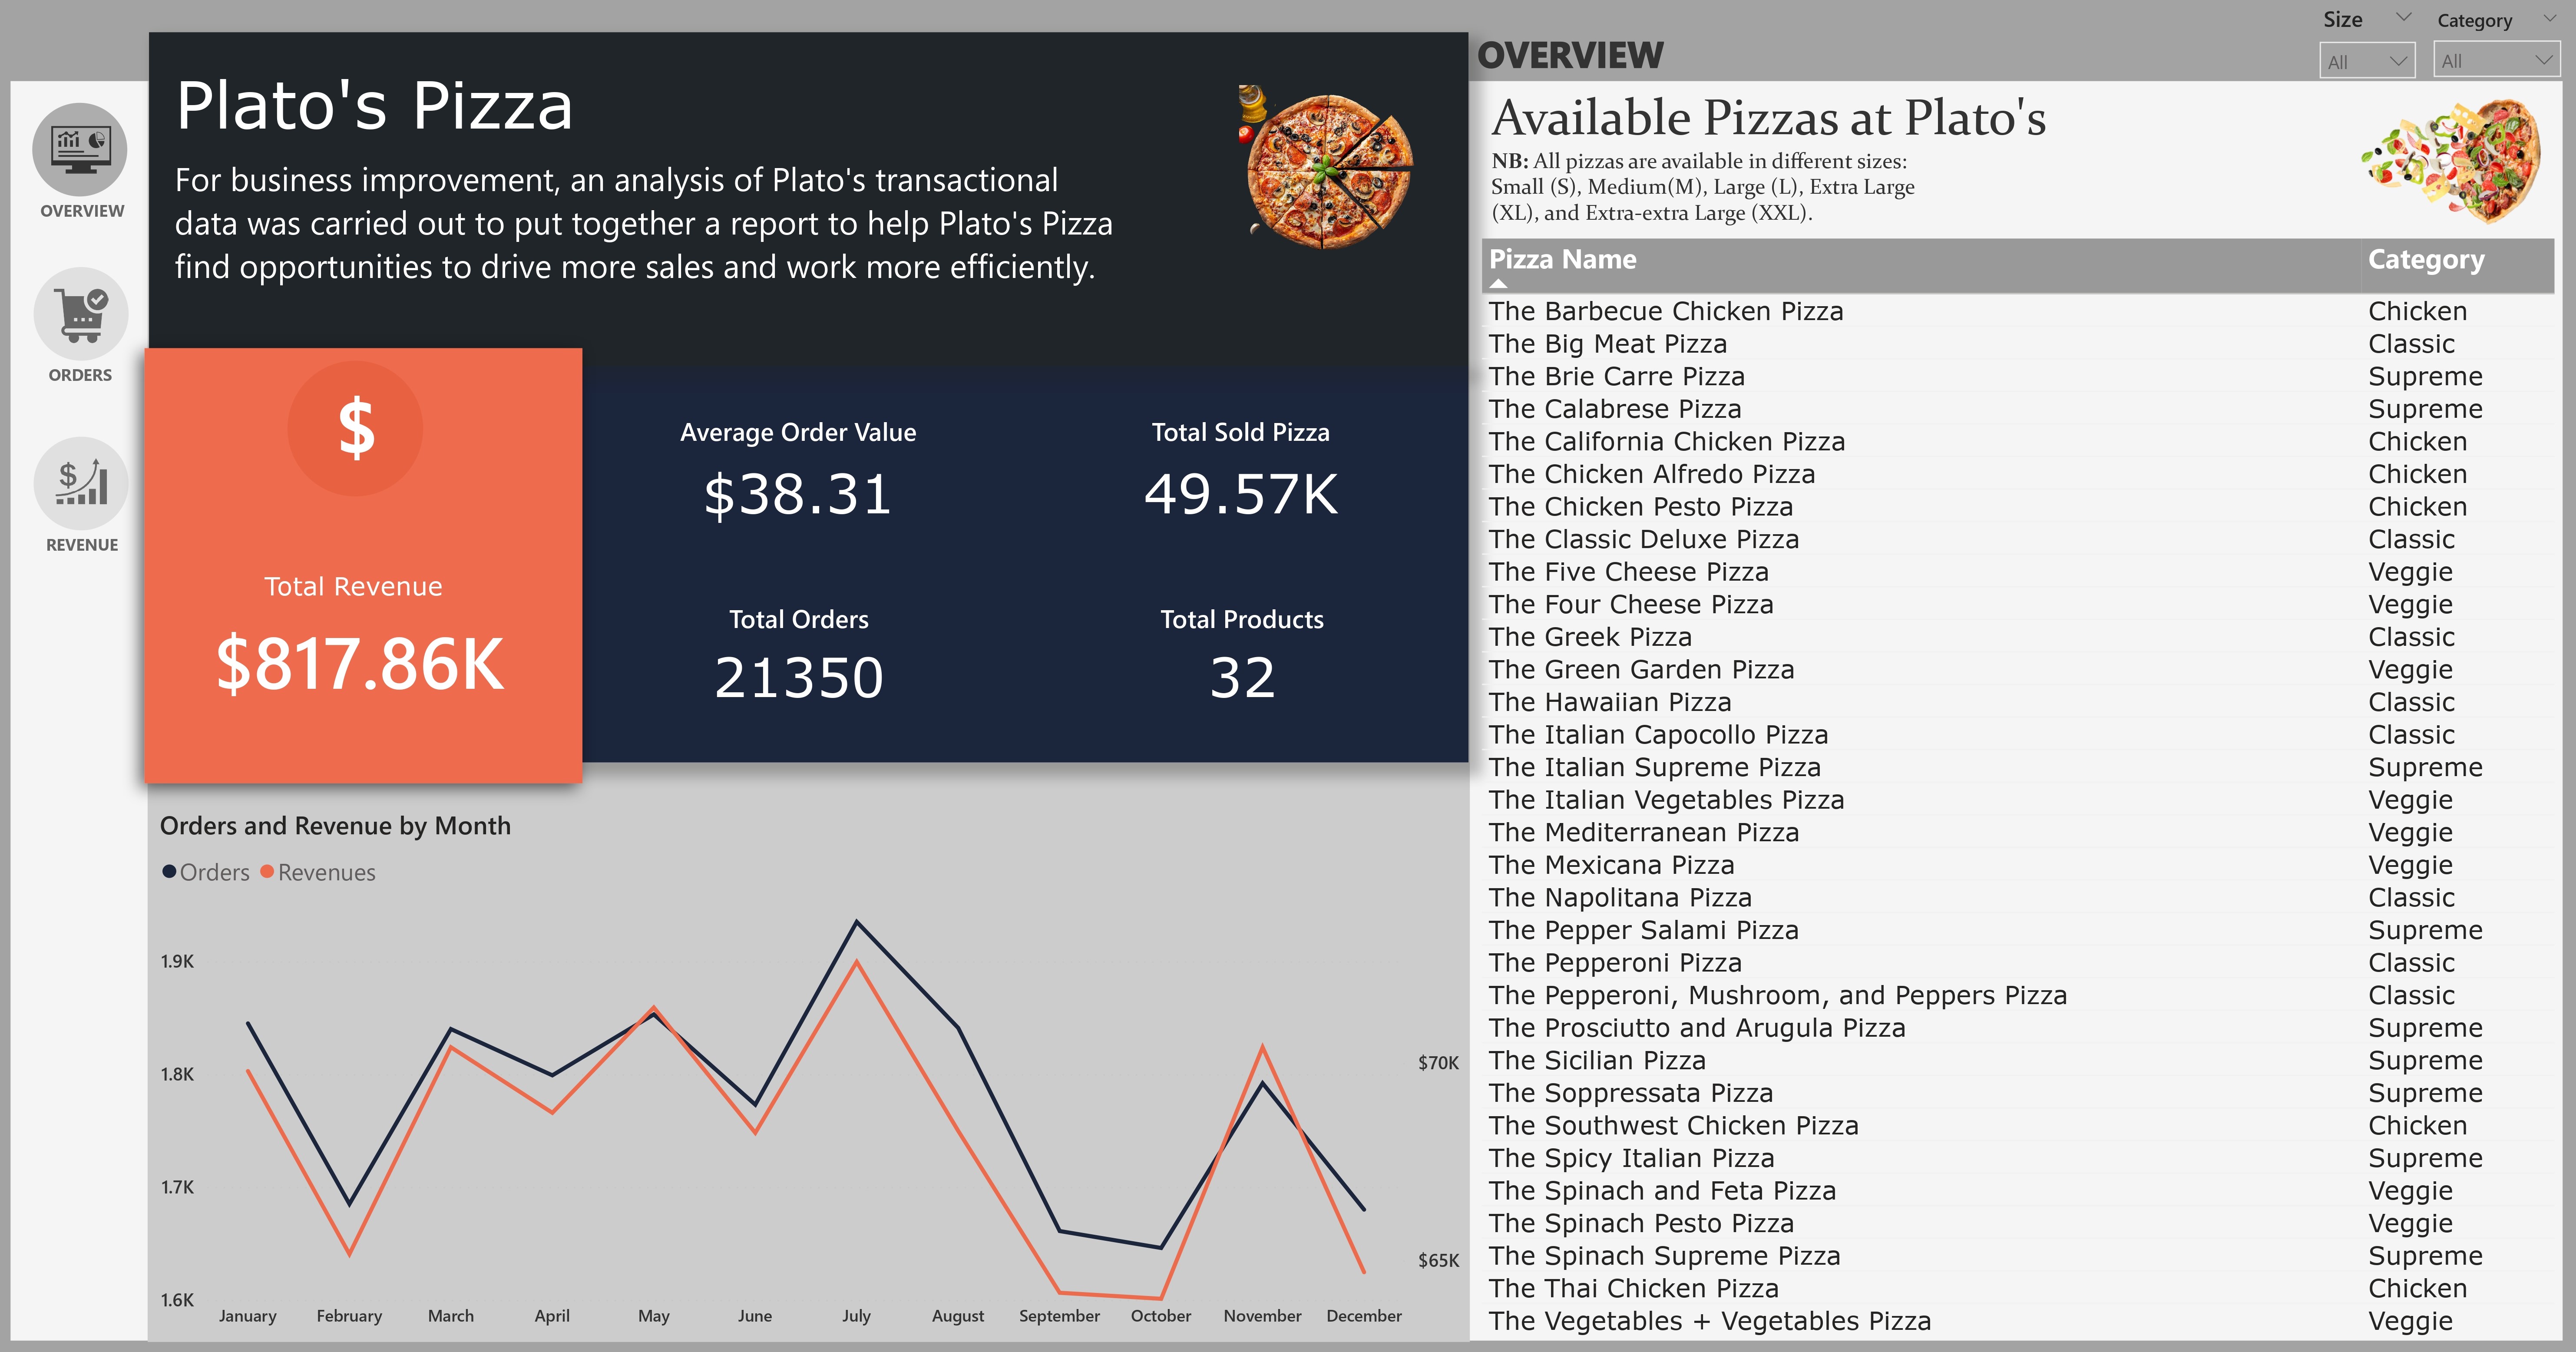 Size
Category
OVERVIEW
All
All
Plato's Pizza
For business improvement, an analysis of Plato's transactional
data was carried out to put together a report to help Plato's Pizza
find opportunities to drive more sales and work more efficiently.
OVERVIEW
ORDERS
REVENUE
$
$
Total Revenue
$817.86K
Average Order Value
$38.31
Total Sold Pizza
49.57K
Total Orders
21350
Total Products
32
Orders and Revenue by Month
Orders Revenues
1.9K
1.8K
1.7K
1.6K
$70K
$65K
January February March April May June July August September October November December
Available Pizzas at Plato's
NB: All pizzas are available in different sizes:
Small (S), Medium(M), Large (L), Extra Large
(XL), and Extra-extra Large (XXL).
Pizza Name Category
The Barbecue Chicken Pizza Chicken
The Big Meat Pizza Classic
The Brie Carre Pizza Supreme
The Calabrese Pizza Supreme
The California Chicken Pizza Chicken
The Chicken Alfredo Pizza Chicken
The Chicken Pesto Pizza Chicken
The Classic Deluxe Pizza Classic
The Five Cheese Pizza Veggie
The Four Cheese Pizza Veggie
The Greek Pizza Classic
The Green Garden Pizza Veggie
The Hawaiian Pizza Classic
The Italian Capocollo Pizza Classic
The Italian Supreme Pizza Supreme
The Italian Vegetables Pizza Veggie
The Mediterranean Pizza Veggie
The Mexicana Pizza Veggie
The Napolitana Pizza Classic
The Pepper Salami Pizza Supreme
The Pepperoni Pizza Classic
The Pepperoni, Mushroom, and Peppers Pizza Classic
The Prosciutto and Arugula Pizza Supreme
The Sicilian Pizza Supreme
The Soppressata Pizza Supreme
The Southwest Chicken Pizza Chicken
The Spicy Italian Pizza Supreme
The Spinach and Feta Pizza Veggie
The Spinach Pesto Pizza Veggie
The Spinach Supreme Pizza Supreme
The Thai Chicken Pizza Chicken
The Vegetables + Vegetables Pizza Veggie